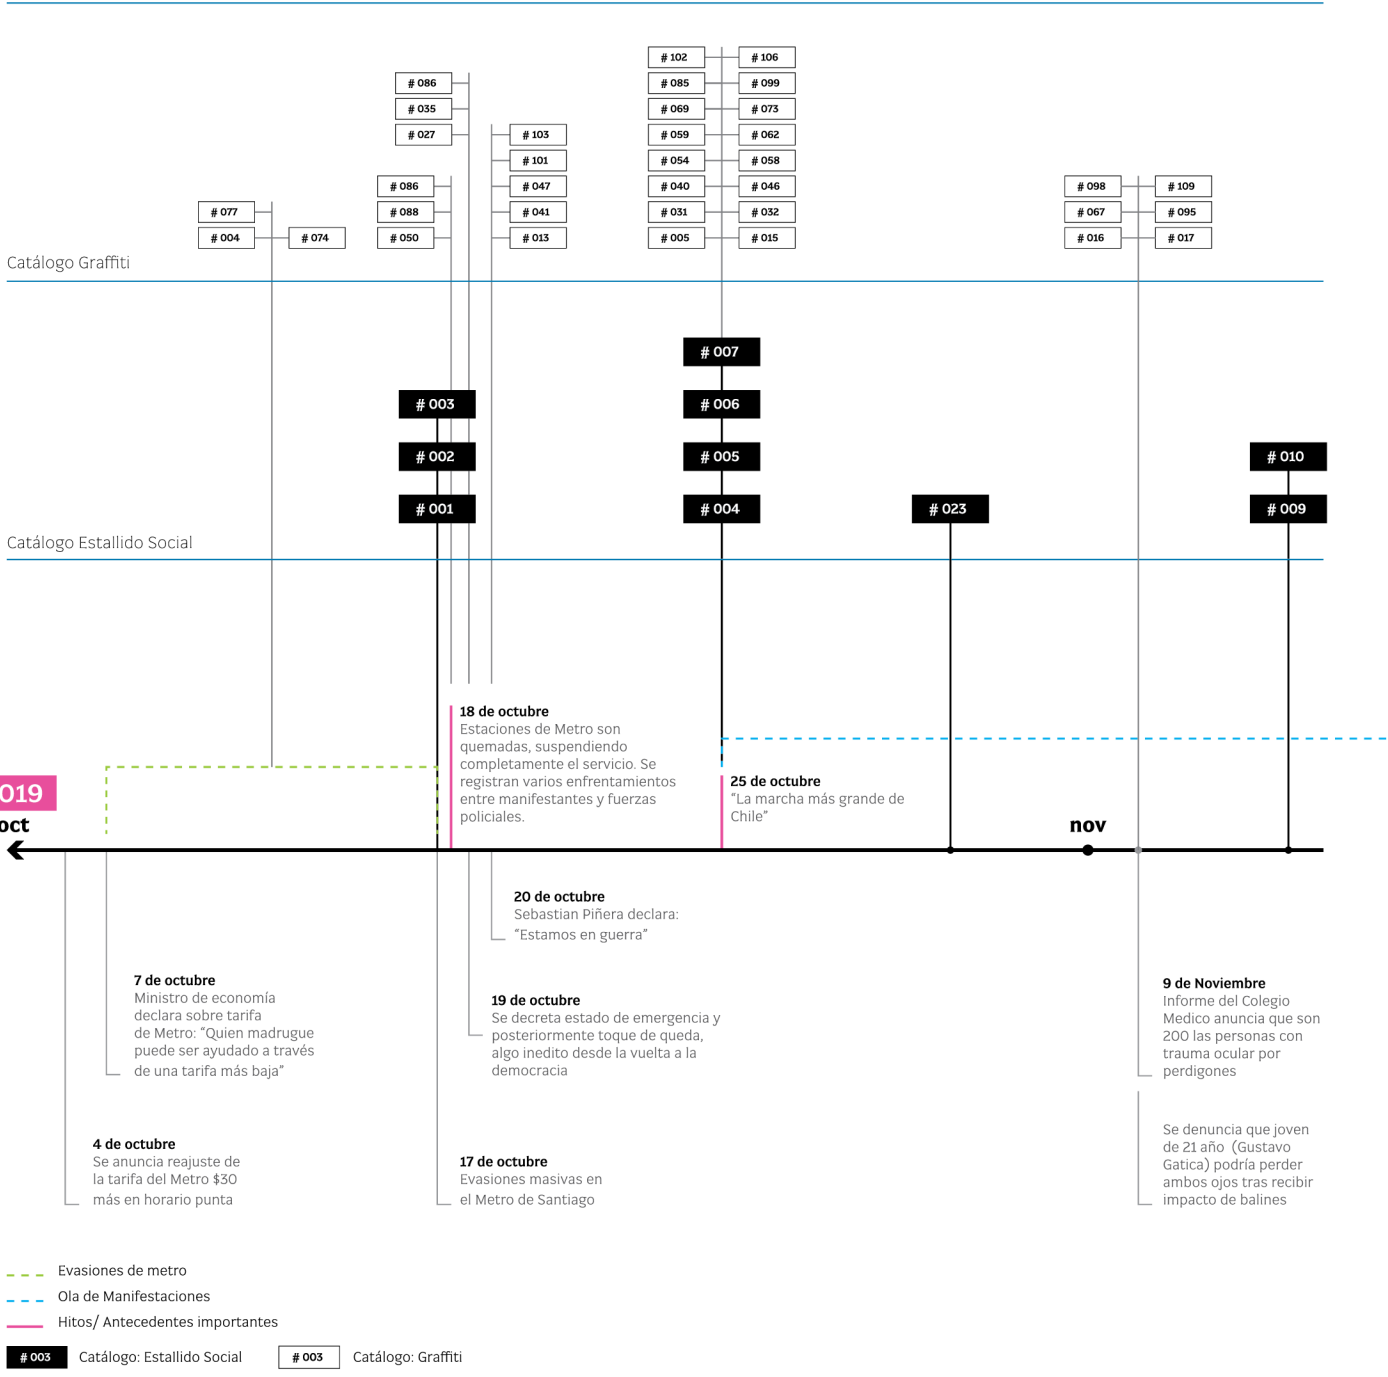 # 102 # 106
# 086 # 085 # 099
# 035 # 069 # 073
# 027 # 103 # 059 # 062
# 101 # 054 # 058
# 086 # 047 # 040 # 046 # 098 # 109
# 077 # 088 # 041 # 031 # 032 # 067 # 095
# 004 # 074 # 050 # 013 # 005 # 015 # 016 # 017
Catálogo Graffiti
# 007
# 003 # 006
# 002 # 005 # 010
# 001 # 004 # 023 # 009
Catálogo Estallido Social
18 de octubre
Estaciones de Metro son
quemadas, suspendiendo
completamente el servicio. Se
registran varios enfrentamientos
entre manifestantes y fuerzas
policiales.
25 de octubre
“La marcha más grande de
Chile”
019
oct
nov
20 de octubre
Sebastian Piñera declara:
“Estamos en guerra”
7 de octubre
Ministro de economía
declara sobre tarifa
de Metro: “Quien madrugue
puede ser ayudado a través
de una tarifa más baja”
19 de octubre
Se decreta estado de emergencia y
posteriormente toque de queda,
algo inedito desde la vuelta a la
democracia
9 de Noviembre
Informe del Colegio
Medico anuncia que son
200 las personas con
trauma ocular por
perdigones
4 de octubre
Se anuncia reajuste de
la tarifa del Metro $30
más en horario punta
17 de octubre
Evasiones masivas en
el Metro de Santiago
Se denuncia que joven
de 21 año (Gustavo
Gatica) podría perder
ambos ojos tras recibir
impacto de balines
Evasiones de metro
Ola de Manifestaciones
Hitos/ Antecedentes importantes
# 003 Catálogo: Estallido Social # 003 Catálogo: Graffiti